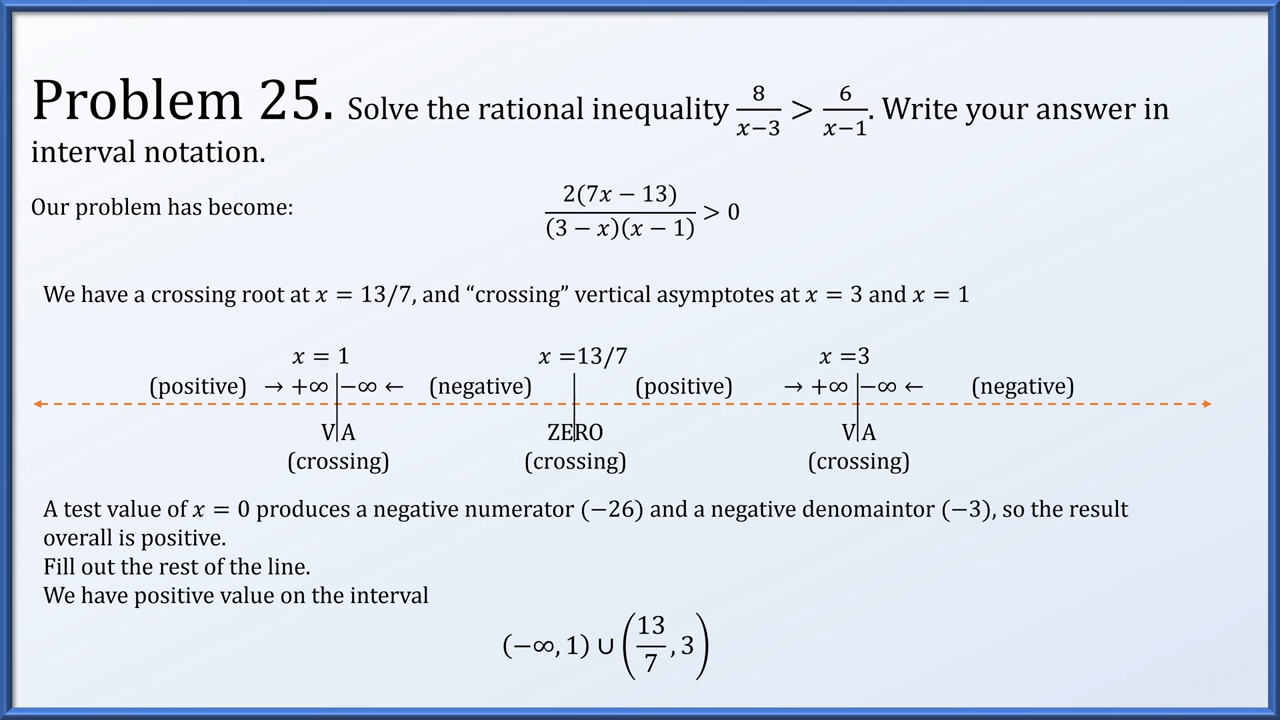 Problem 25. Solve the rational inequality 8/(x−3) > 6/(x−1). Write your answer in
interval notation.
Our problem has become:
2(7x − 13)/((3 − x)(x − 1)) > 0
We have a crossing root at x = 13/7, and “crossing” vertical asymptotes at x = 3 and x = 1
x = 1 x =13/7 x =3
(positive) → +∞ −∞ ← (negative) (positive) → +∞ −∞ ← (negative)
VA ZERO VA
(crossing) (crossing) (crossing)
A test value of x = 0 produces a negative numerator (−26) and a negative denomaintor (−3), so the result
overall is positive.
Fill out the rest of the line.
We have positive value on the interval
(−∞, 1) ∪ (13/7, 3)